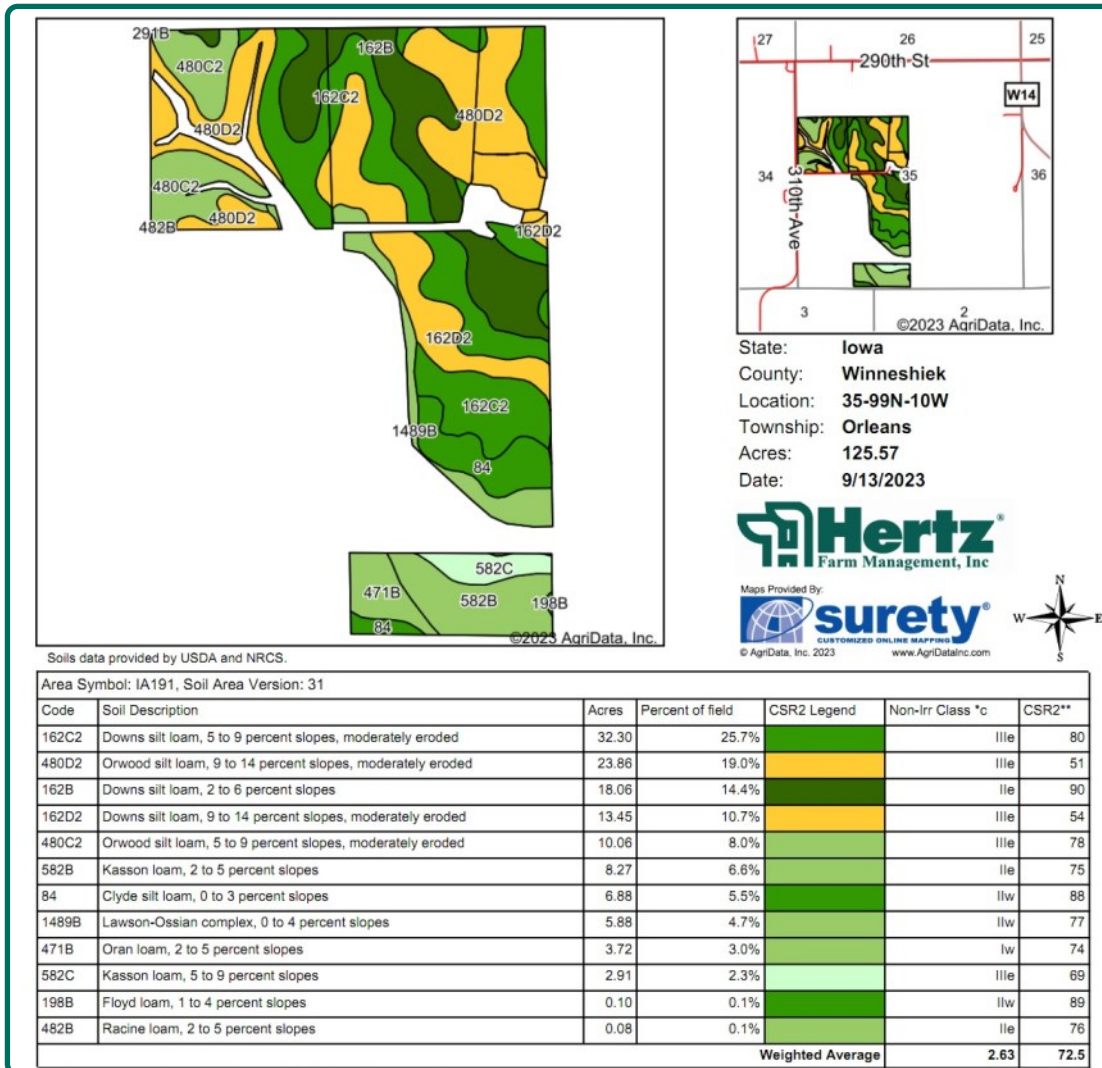 291B
162B
480C2
162C2
480D2
480D2
480C2
480D2
482B
162D2
162D2
162C2
1489B
84
582C
471B
582B
198B
84
©2023 AgriData, Inc.
Soils data provided by USDA and NRCS.
27
26
25
290th St
W14
34
310th Ave
35
36
3
2
©2023 AgriData, Inc.
State: Iowa
County: Winneshiek
Location: 35-99N-10W
Township: Orleans
Acres: 125.57
Date: 9/13/2023
Hertz®
Farm Management, Inc
Maps Provided By:
surety®
CUSTOMIZED ONLINE MAPPING
© AgriData, Inc. 2023 www.AgriDataInc.com
N
W E
S
Area Symbol: IA191, Soil Area Version: 31
Code Soil Description Acres Percent of field CSR2 Legend Non-Irr Class *c CSR2**
162C2 Downs silt loam, 5 to 9 percent slopes, moderately eroded 32.30 25.7% IIIe 80
480D2 Orwood silt loam, 9 to 14 percent slopes, moderately eroded 23.86 19.0% IIIe 51
162B Downs silt loam, 2 to 6 percent slopes 18.06 14.4% IIe 90
162D2 Downs silt loam, 9 to 14 percent slopes, moderately eroded 13.45 10.7% IIIe 54
480C2 Orwood silt loam, 5 to 9 percent slopes, moderately eroded 10.06 8.0% IIIe 78
582B Kasson loam, 2 to 5 percent slopes 8.27 6.6% IIe 75
84 Clyde silt loam, 0 to 3 percent slopes 6.88 5.5% IIw 88
1489B Lawson-Ossian complex, 0 to 4 percent slopes 5.88 4.7% IIw 77
471B Oran loam, 2 to 5 percent slopes 3.72 3.0% Iw 74
582C Kasson loam, 5 to 9 percent slopes 2.91 2.3% IIIe 69
198B Floyd loam, 1 to 4 percent slopes 0.10 0.1% IIw 89
482B Racine loam, 2 to 5 percent slopes 0.08 0.1% IIe 76
Weighted Average 2.63 72.5